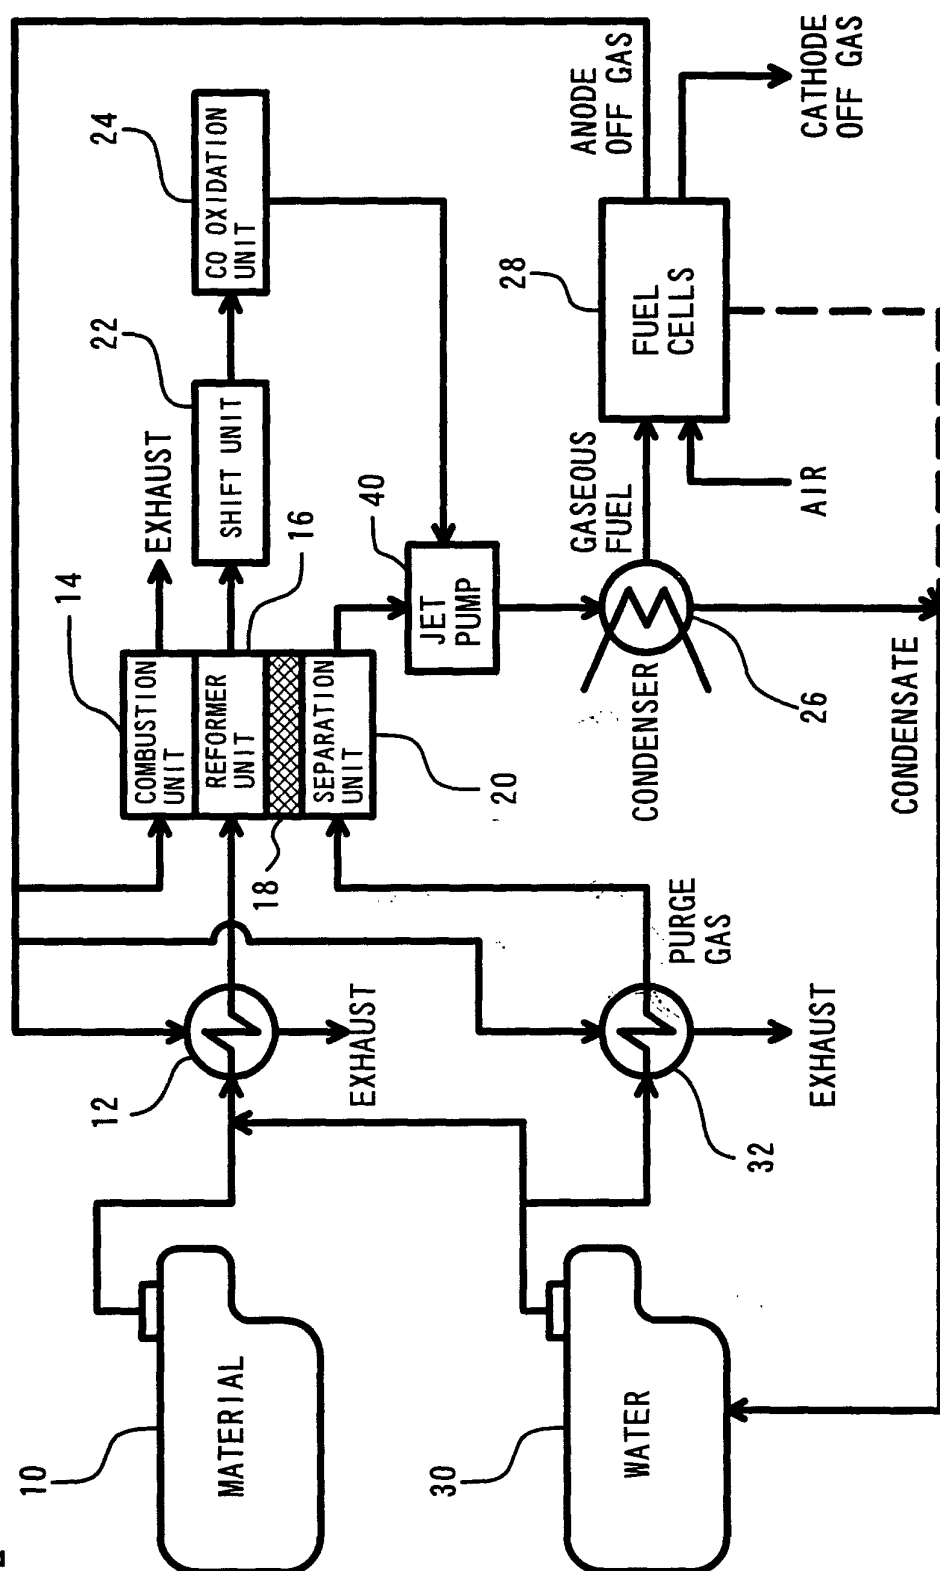 10
MATERIAL
12
EXHAUST
14
COMBUSTION
UNIT
EXHAUST
REFORMER
UNIT
16
18
SEPARATION
UNIT
20
22
SHIFT UNIT
24
CO OXIDATION
UNIT
40
JET
PUMP
30
WATER
32
EXHAUST
PURGE
GAS
CONDENSER
26
GASEOUS
FUEL
AIR
28
FUEL
CELLS
ANODE
OFF GAS
CATHODE
OFF GAS
CONDENSATE